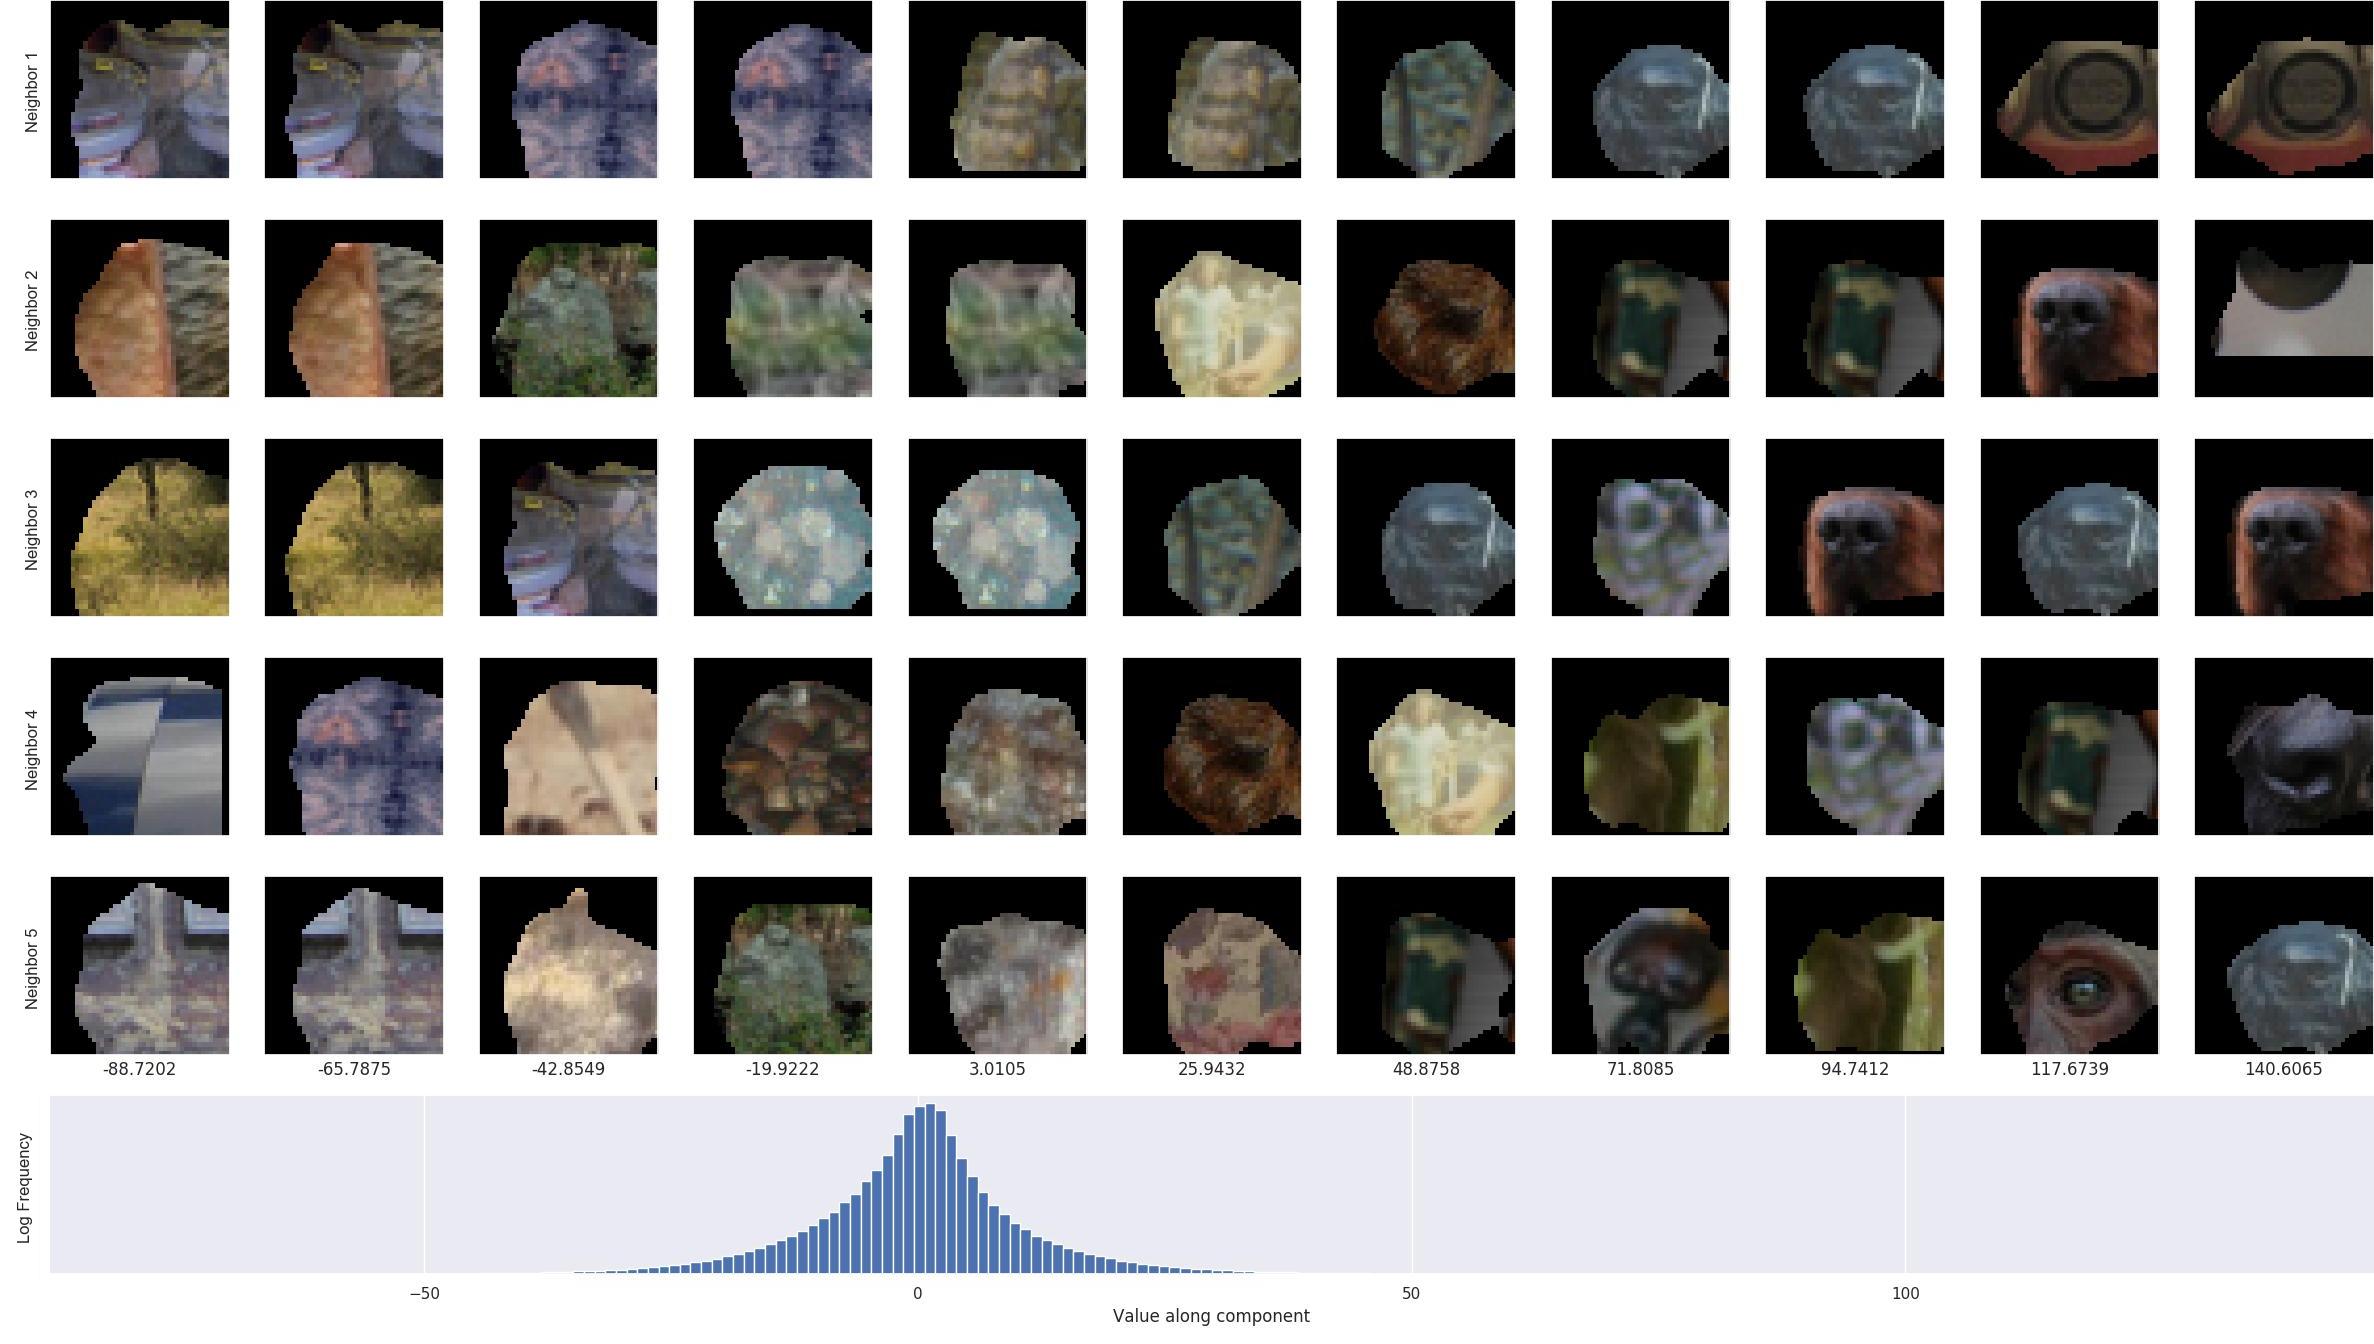 Neighbor 1
Neighbor 2
Neighbor 3
Neighbor 4
Neighbor 5
-88.7202 -65.7875 -42.8549 -19.9222 3.0105 25.9432 48.8758 71.8085 94.7412 117.6739 140.6065
Log Frequency
−50 0 50 100
Value along component